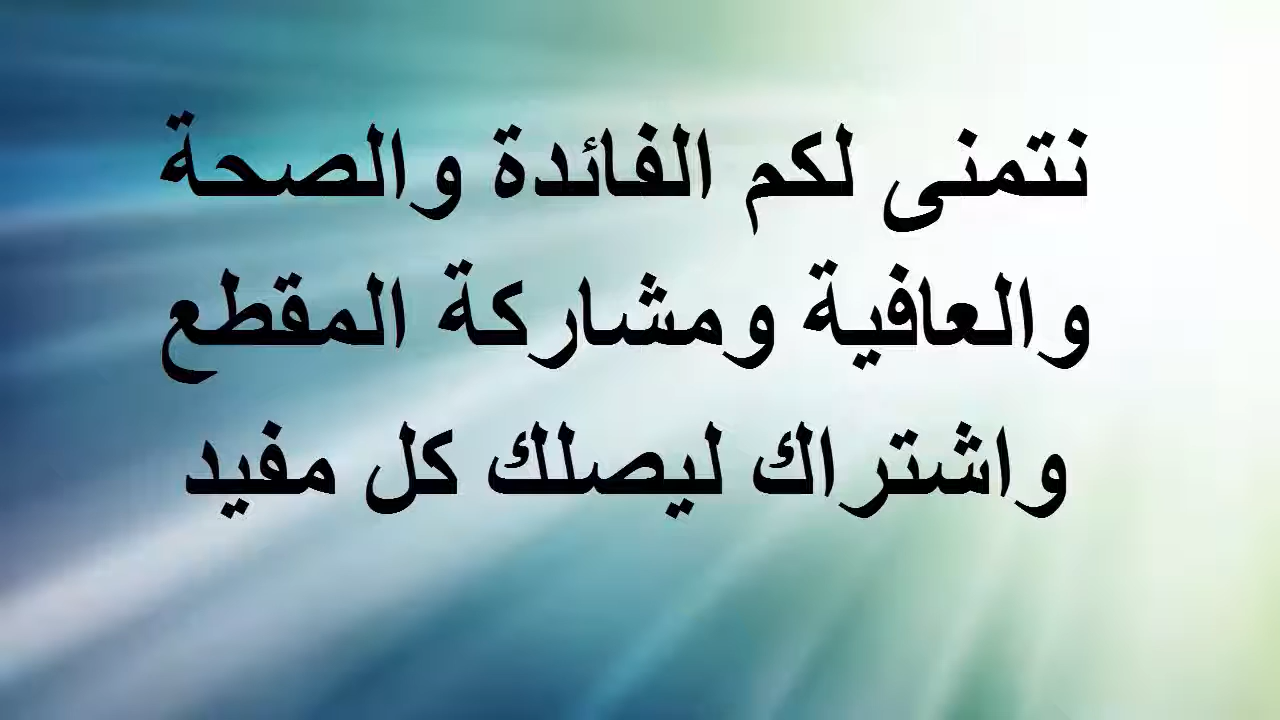 نتمنى لكم الفائدة والصحة
والعافية ومشاركة المقطع
واشتراك ليصلك كل مفيد